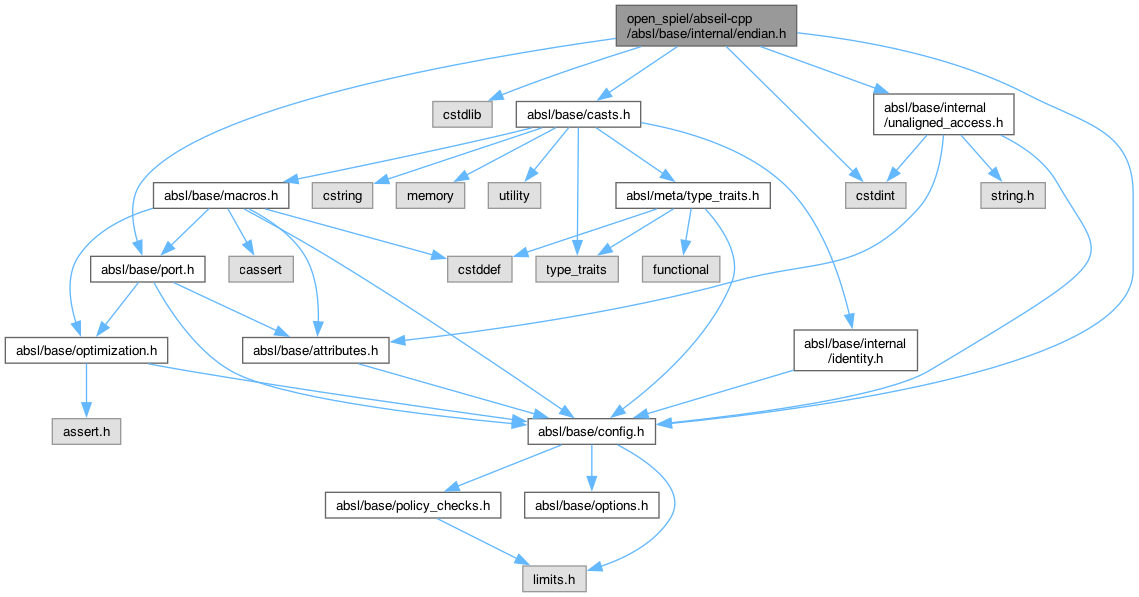 open_spiel/abseil-cpp
/absl/base/internal/endian.h
cstdlib
absl/base/casts.h
absl/base/internal
/unaligned_access.h
absl/base/macros.h
cstring
memory
utility
absl/meta/type_traits.h
cstdint
string.h
absl/base/port.h
cassert
cstddef
type_traits
functional
absl/base/optimization.h
absl/base/attributes.h
absl/base/internal
/identity.h
assert.h
absl/base/config.h
absl/base/policy_checks.h
absl/base/options.h
limits.h